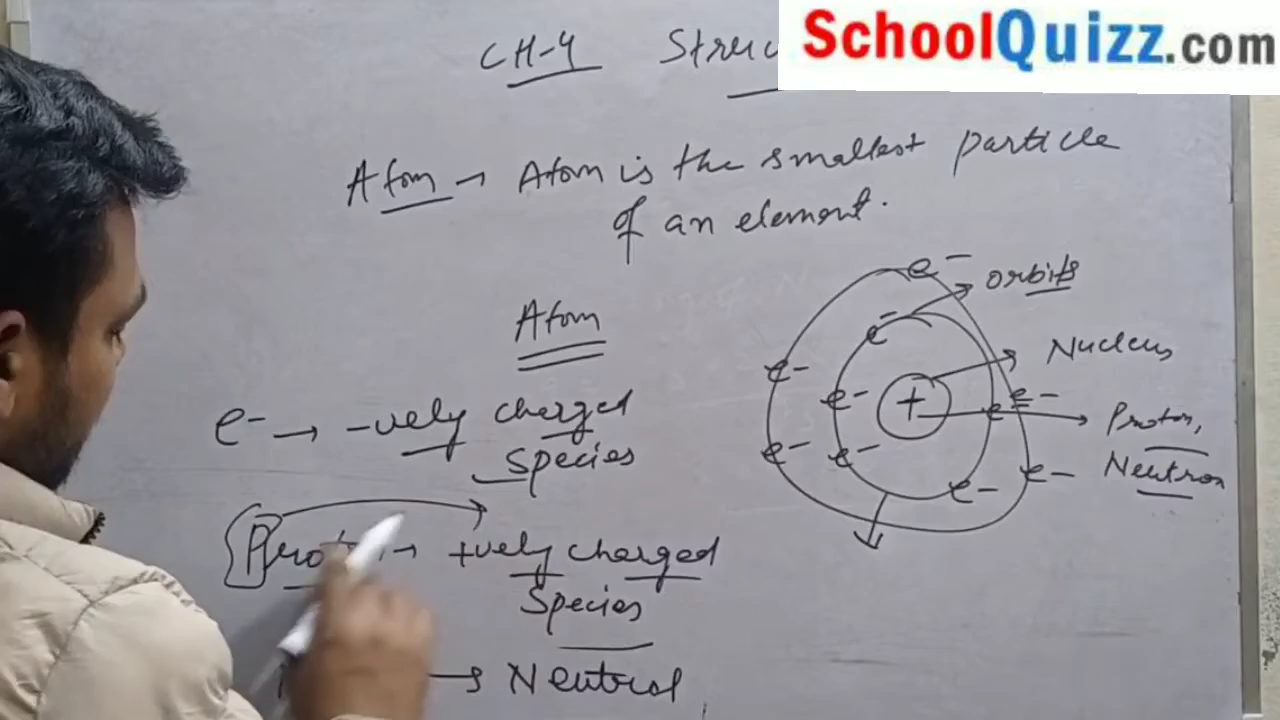 SchoolQuizz.com
CH-4
Atom → Atom is the smallest particle
of an element.
Atom
e- → -vely charged
Species
→ +vely charged
Species
→ Neutral
e-
orbits
e-
Nucleus
e-
e- + e- e-
Proton,
e- e- e- e-
Neutron